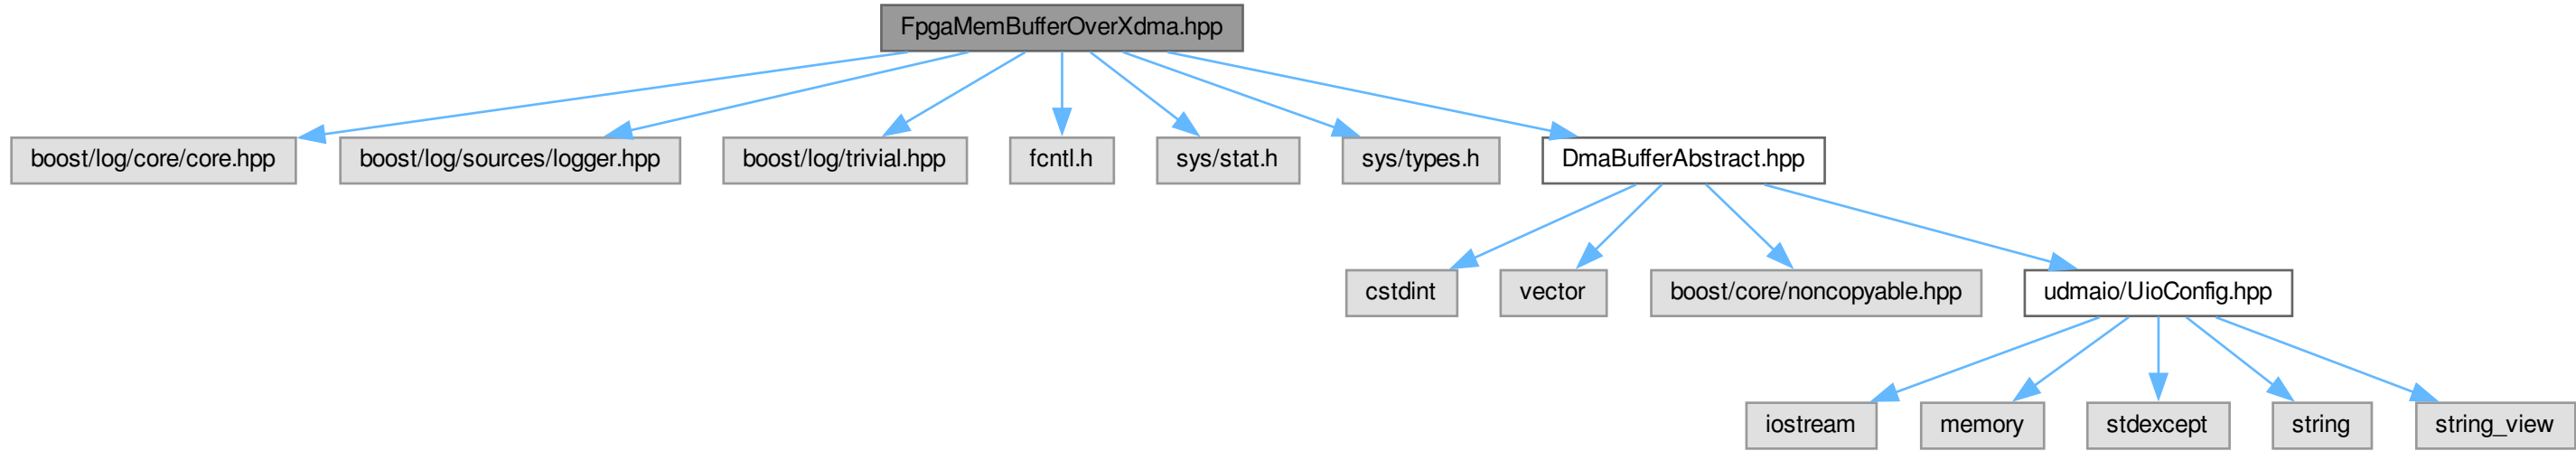 FpgaMemBufferOverXdma.hpp
boost/log/core/core.hpp
boost/log/sources/logger.hpp
boost/log/trivial.hpp
fcntl.h
sys/stat.h
sys/types.h
DmaBufferAbstract.hpp
cstdint
vector
boost/core/noncopyable.hpp
udmaio/UioConfig.hpp
iostream
memory
stdexcept
string
string_view